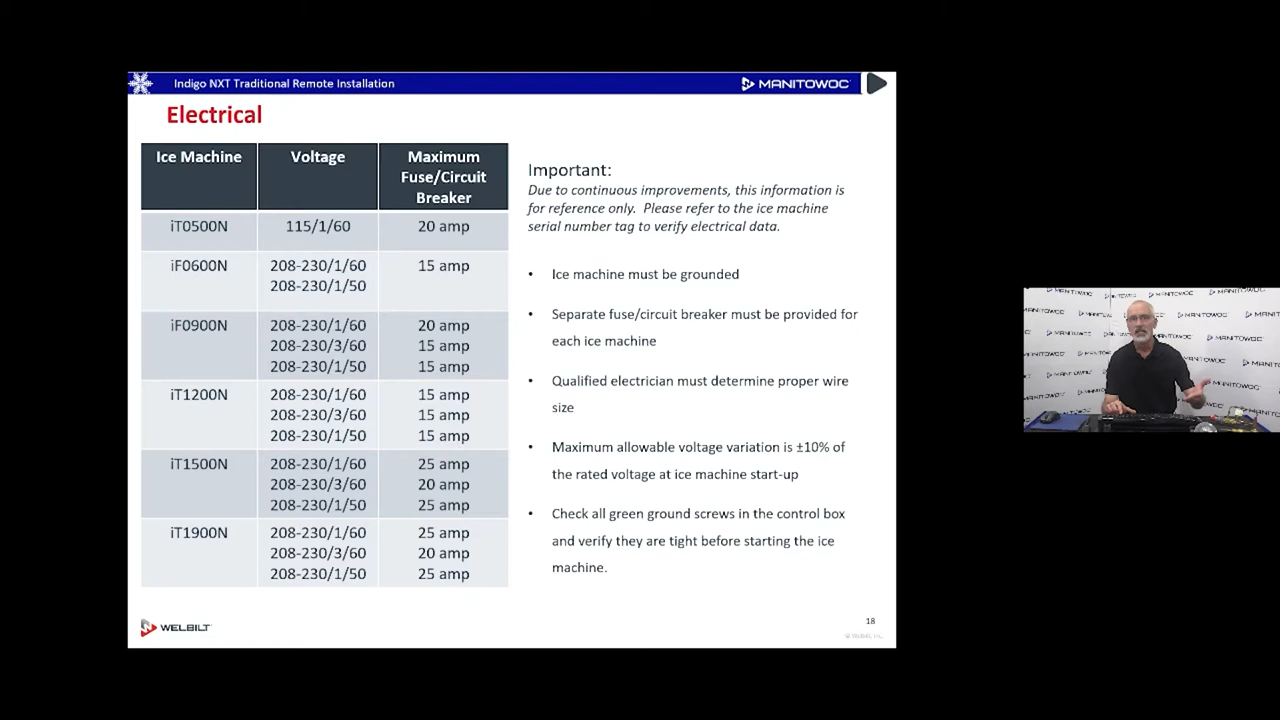 Indigo NXT Traditional Remote Installation
MANITOWOC
Electrical
Ice Machine Voltage Maximum Fuse/Circuit Breaker
iT0500N 115/1/60 20 amp
iF0600N 208-230/1/60 15 amp
208-230/1/50
iF0900N 208-230/1/60 20 amp
208-230/3/60 15 amp
208-230/1/50 15 amp
iT1200N 208-230/1/60 15 amp
208-230/3/60 15 amp
208-230/1/50 15 amp
iT1500N 208-230/1/60 25 amp
208-230/3/60 20 amp
208-230/1/50 25 amp
iT1900N 208-230/1/60 25 amp
208-230/3/60 20 amp
208-230/1/50 25 amp
Important:
Due to continuous improvements, this information is
for reference only. Please refer to the ice machine
serial number tag to verify electrical data.
• Ice machine must be grounded
• Separate fuse/circuit breaker must be provided for
each ice machine
• Qualified electrician must determine proper wire
size
• Maximum allowable voltage variation is ±10% of
the rated voltage at ice machine start-up
• Check all green ground screws in the control box
and verify they are tight before starting the ice
machine.
WELBILT
18
© Welbilt, Inc.
MANITOWOC